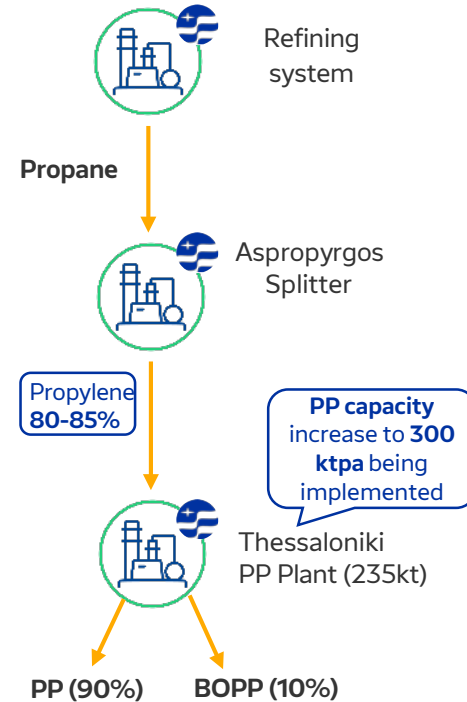 Refining
system
Propane
Aspropyrgos
Splitter
Propylene
80-85%
PP capacity
increase to 300
ktpa being
implemented
Thessaloniki
PP Plant (235kt)
PP (90%)
BOPP (10%)